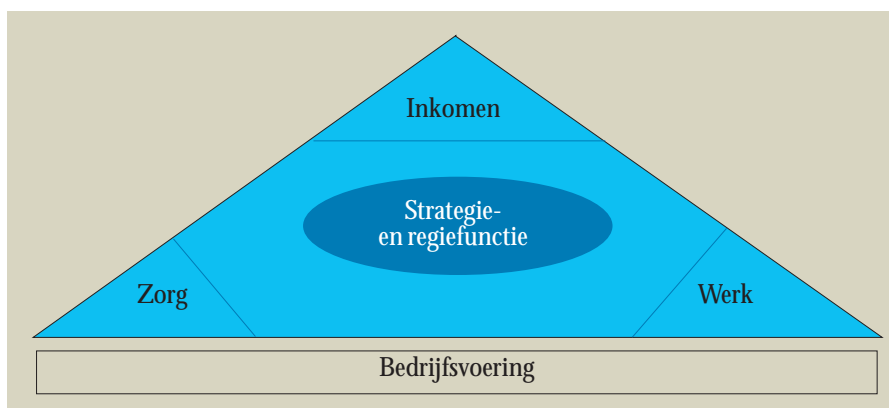 Inkomen
Strategie-
en regiefunctie
Zorg
Werk
Bedrijfsvoering